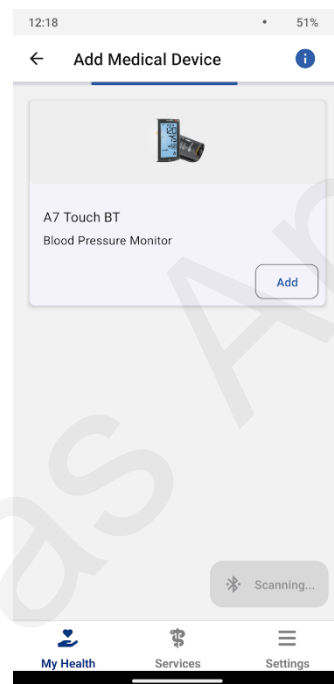 12:18
51%
Add Medical Device
A7 Touch BT
Blood Pressure Monitor
Add
Scanning...
My Health
Services
Settings